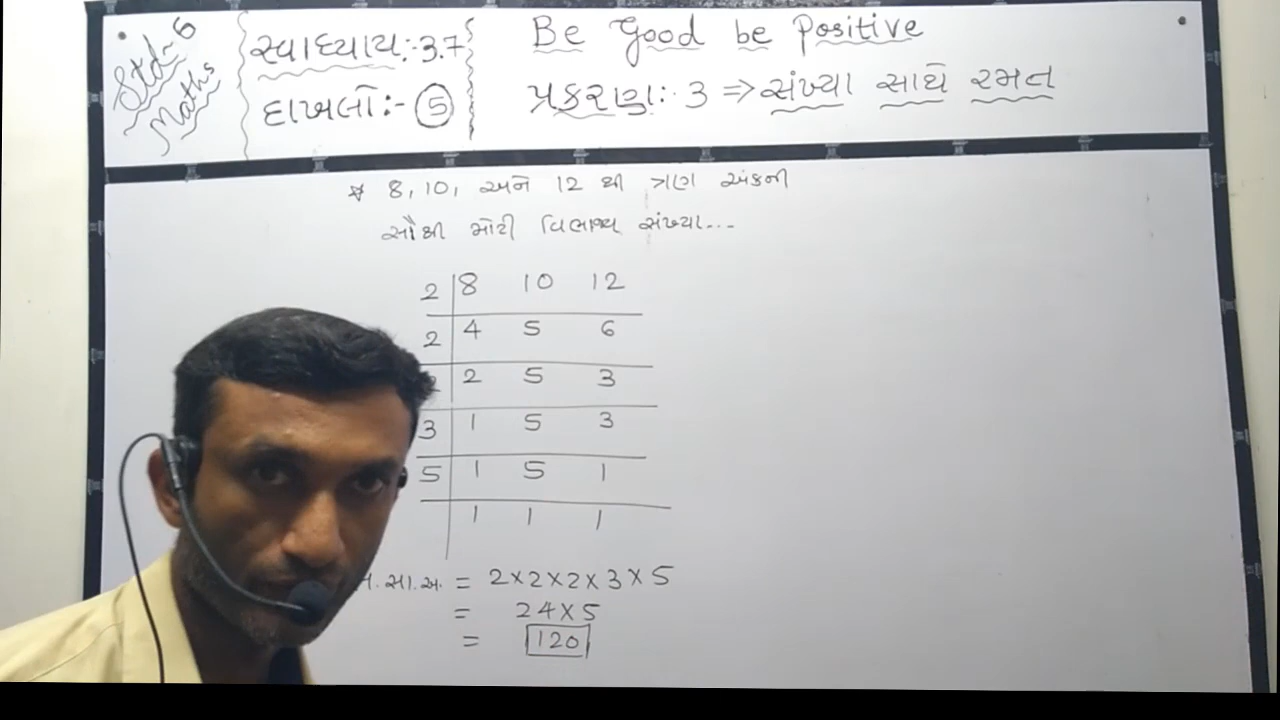 Std-6
Maths
સ્વાધ્યાય:-3.7
દાખલો:- 5
Be Good be Positive
પ્રકરણ:- 3 ⇒ સંખ્યા સાથે રમત
* 8, 10, અને 12 થી ત્રણ અંકની
સૌથી મોટી વિભાજ્ય સંખ્યા...
2 | 8 10 12
2 | 4 5 6
2 5 3
3 | 1 5 3
5 | 1 5 1
1 1 1
સા.અ. = 2×2×2×3×5
= 24×5
= 120